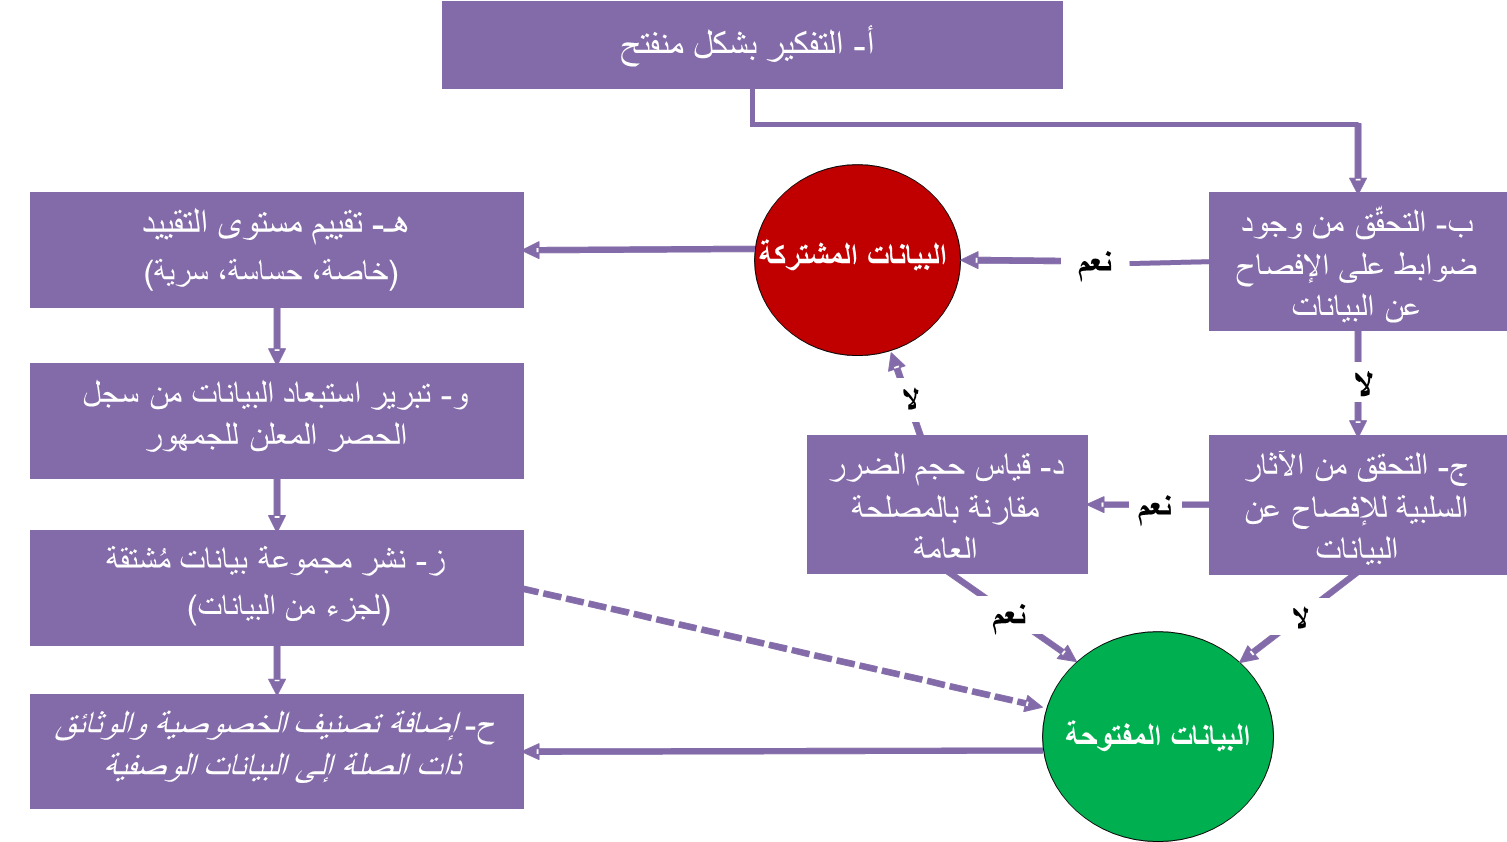 أ- التفكير بشكل منفتح
ب- التحقّق من وجود
ضوابط على الإفصاح
عن البيانات
نعم
البيانات المشتركة
هـ- تقييم مستوى التقييد
(خاصة، حساسة، سرية)
لا
و- تبرير استبعاد البيانات من سجل
الحصر المعلن للجمهور
ج- التحقق من الآثار
السلبية للإفصاح عن
البيانات
نعم
لا
د- قياس حجم الضرر
مقارنة بالمصلحة
العامة
ز- نشر مجموعة بيانات مُشتقة
(لجزء من البيانات)
لا
نعم
البيانات المفتوحة
ح- إضافة تصنيف الخصوصية والوثائق
ذات الصلة إلى البيانات الوصفية